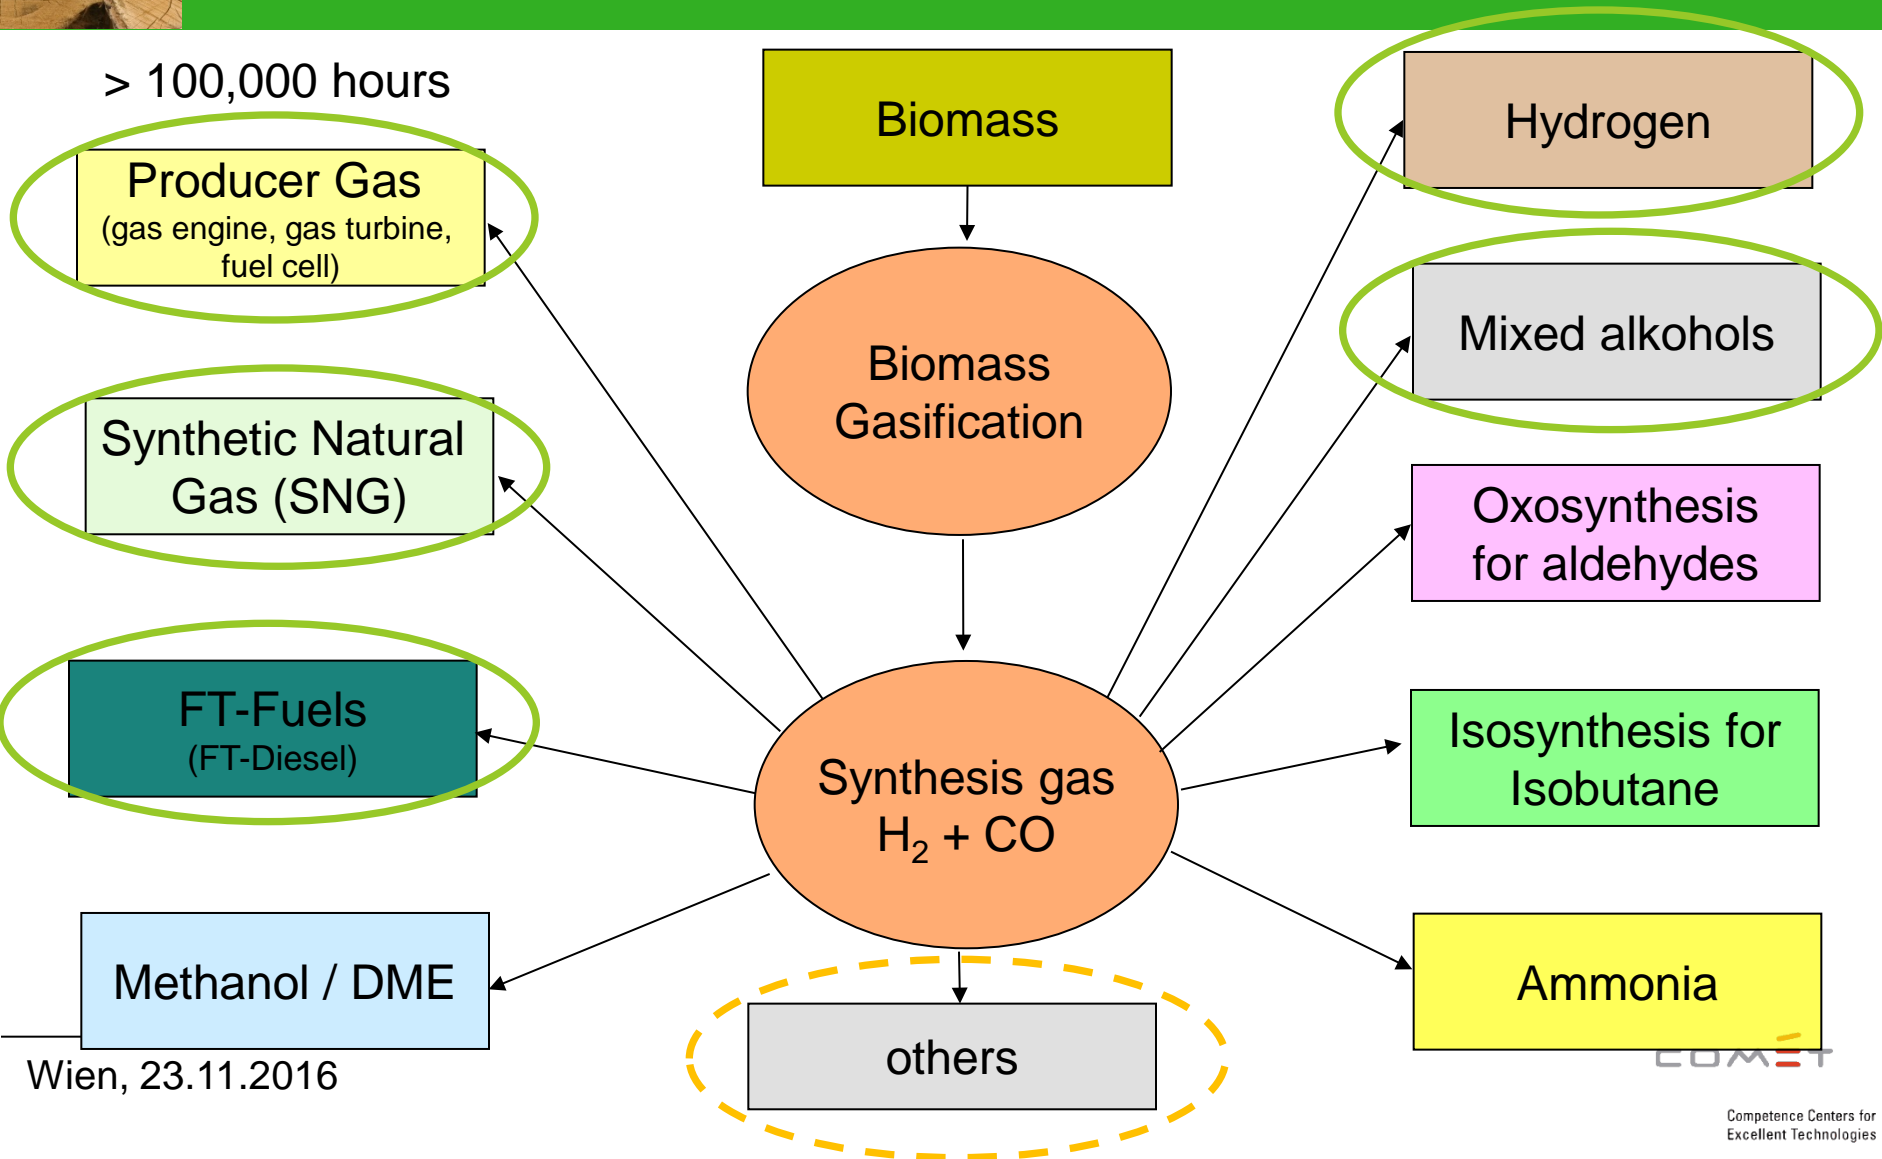 > 100,000 hours
Producer Gas
(gas engine, gas turbine,
fuel cell)
Synthetic Natural
Gas (SNG)
FT-Fuels
(FT-Diesel)
Methanol / DME
Biomass
Biomass
Gasification
Synthesis gas
H₂ + CO
others
Hydrogen
Mixed alkohols
Oxosynthesis
for aldehydes
Isosynthesis for
Isobutane
Ammonia
Wien, 23.11.2016
COMET
Competence Centers for
Excellent Technologies